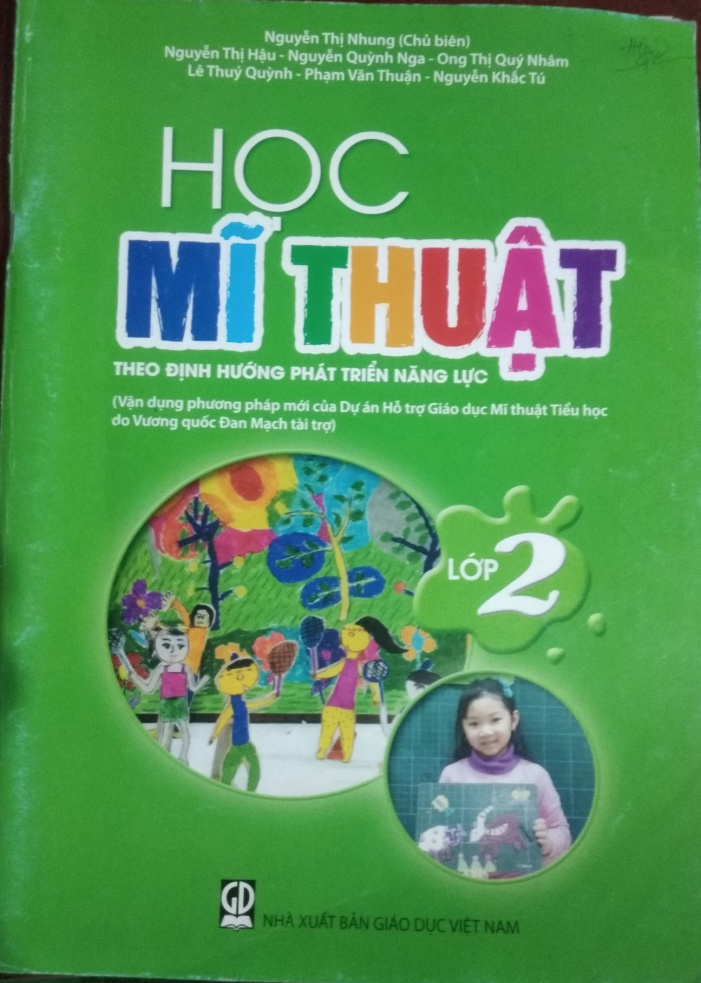 Nguyễn Thị Nhung (Chủ biên)
Nguyễn Thị Hậu - Nguyễn Quỳnh Nga - Ong Thị Quý Nhâm
Lê Thuý Quỳnh - Phạm Văn Thuận - Nguyễn Khắc Tú
HỌC
MĨ THUẬT
THEO ĐỊNH HƯỚNG PHÁT TRIỂN NĂNG LỰC
(Vận dụng phương pháp mới của Dự án Hỗ trợ Giáo dục Mĩ thuật Tiểu học
do Vương quốc Đan Mạch tài trợ)
LỚP 2
GD
NHÀ XUẤT BẢN GIÁO DỤC VIỆT NAM